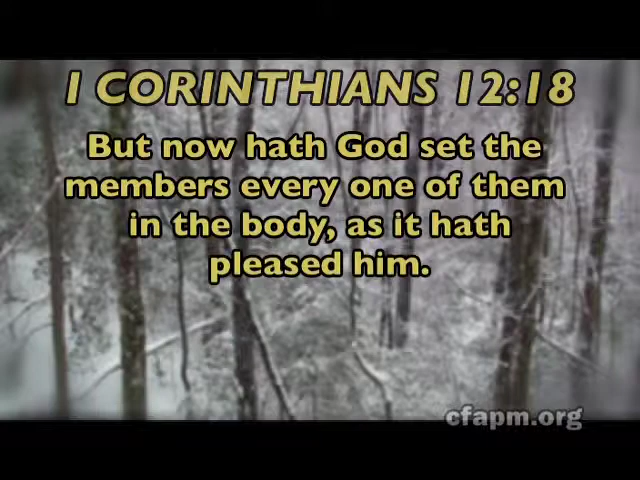 1 CORINTHIANS 12:18
But now hath God set the
members every one of them
in the body, as it hath
pleased him.
cfapm.org